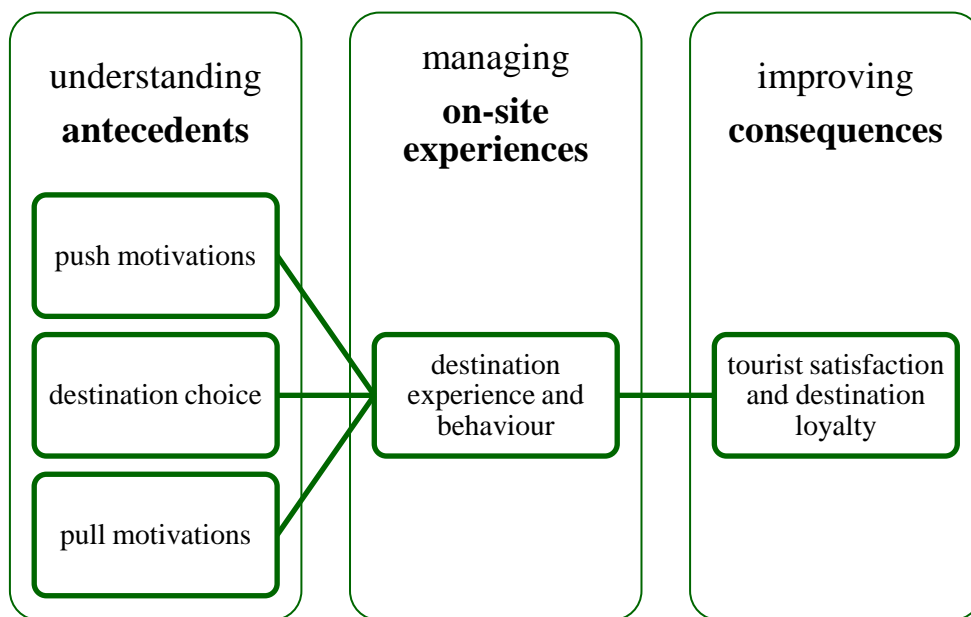 understanding
antecedents
push motivations
destination choice
pull motivations
managing
on-site
experiences
destination
experience and
behaviour
improving
consequences
tourist satisfaction
and destination
loyalty